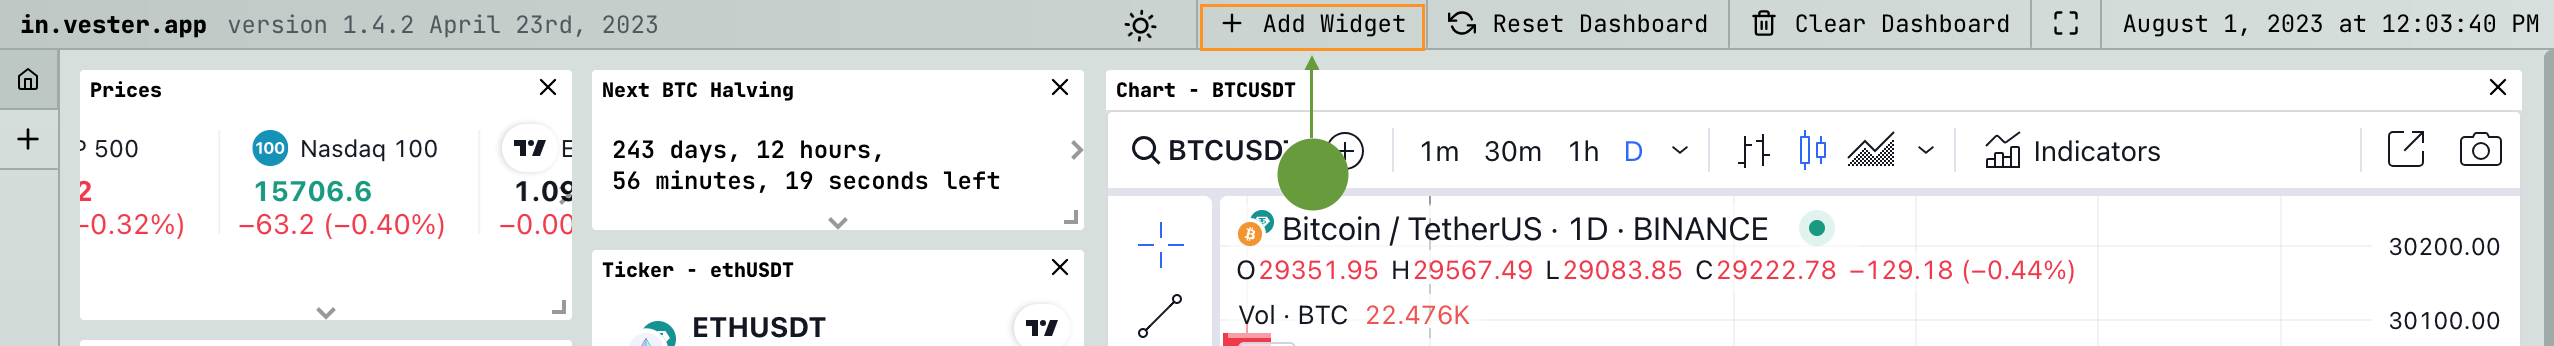 in.vester.app version 1.4.2 April 23rd, 2023 Add Widget Reset Dashboard Clear Dashboard August 1, 2023 at 12:03:40 PM
Prices
500
100 Nasdaq 100
15706.6
−0.32%) −63.2 (−0.40%) −0.00
1.09
Next BTC Halving
243 days, 12 hours,
56 minutes, 19 seconds left
Ticker - ethUSDT
ETHUSDT
Chart - BTCUSDT
BTCUSDT 1m 30m 1h D Indicators
Bitcoin / TetherUS · 1D · BINANCE
O29351.95 H29567.49 L29083.85 C29222.78 −129.18 (−0.44%)
Vol · BTC 22.476K
30200.00
30100.00